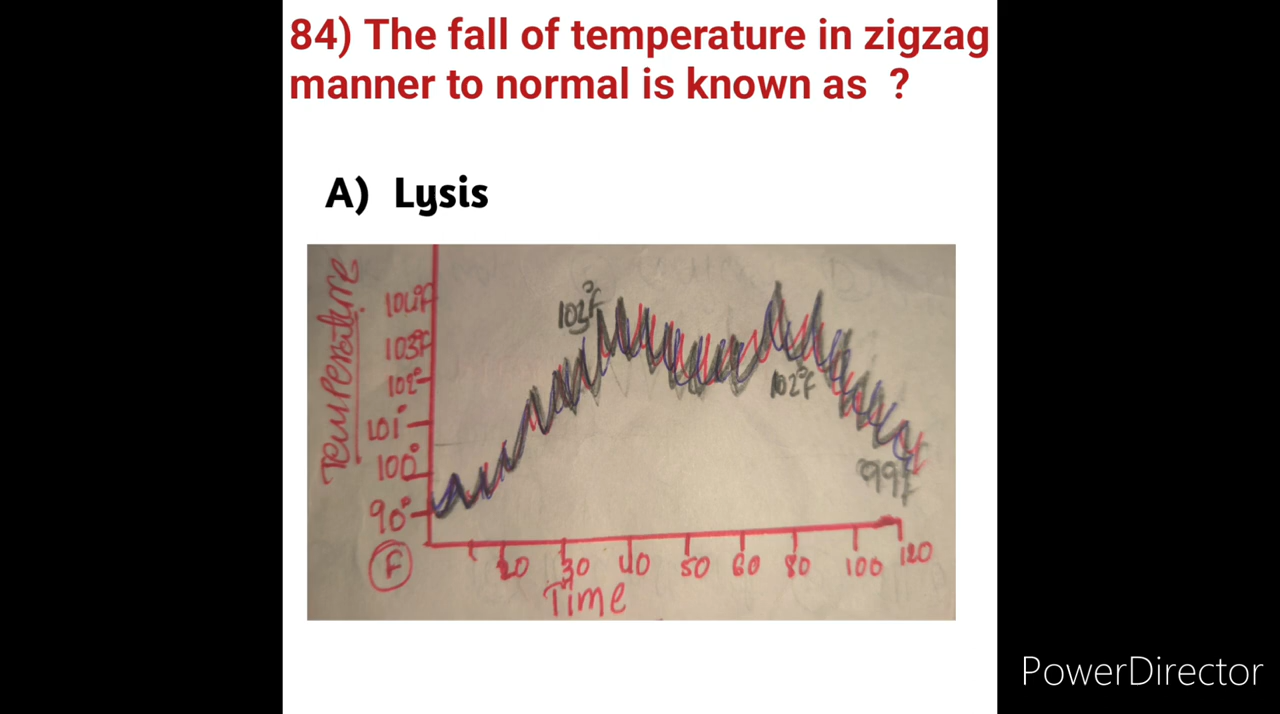 84) The fall of temperature in zigzag
manner to normal is known as ?
A) Lysis
Temperature
104°F
103°F
102°
101°
100°
90°
F
103°F
102°F
99°F
20 30 40 50 60 80 100 120
Time
PowerDirector